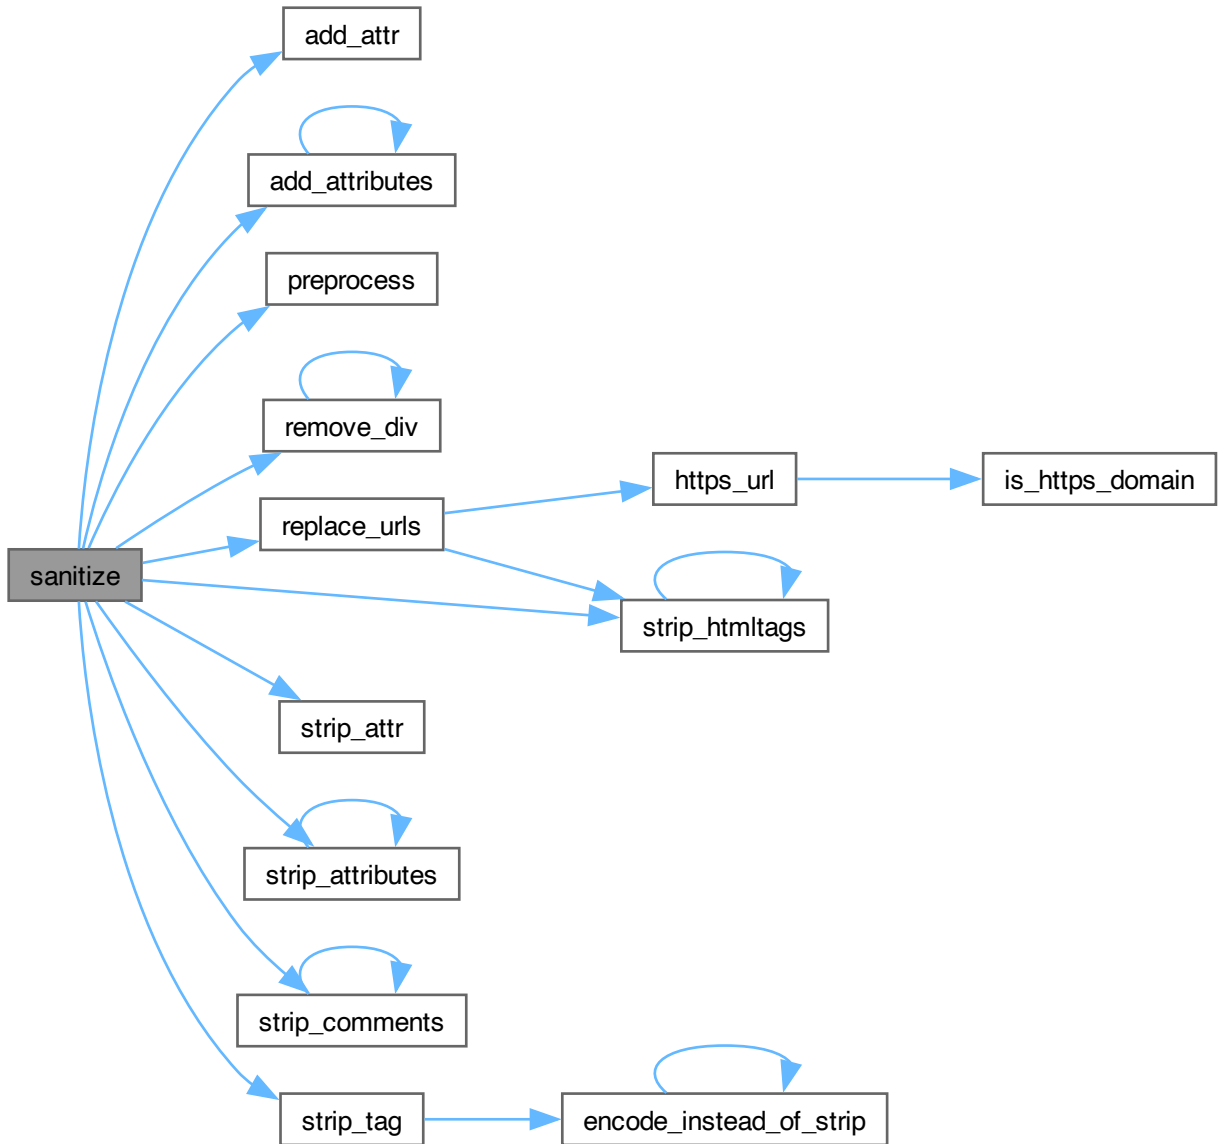 add_attr
add_attributes
preprocess
remove_div
https_url
is_https_domain
replace_urls
sanitize
strip_htmltags
strip_attr
strip_attributes
strip_comments
strip_tag
encode_instead_of_strip